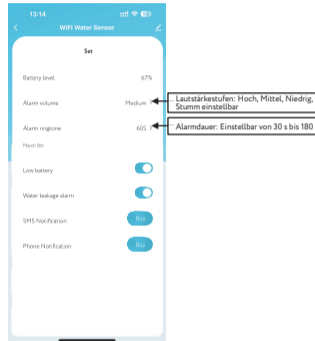 13:14
WIFI Water Sensor
Set
Battery level 67%
Alarm volume Medium
Lautstärkestufen: Hoch, Mittel, Niedrig,
Stumm einstellbar
Alarm ringtone 60S
Alarmdauer: Einstellbar von 30 s bis 180
Low battery
Water leakage alarm
SMS Notification Buy
Phone Notification Buy